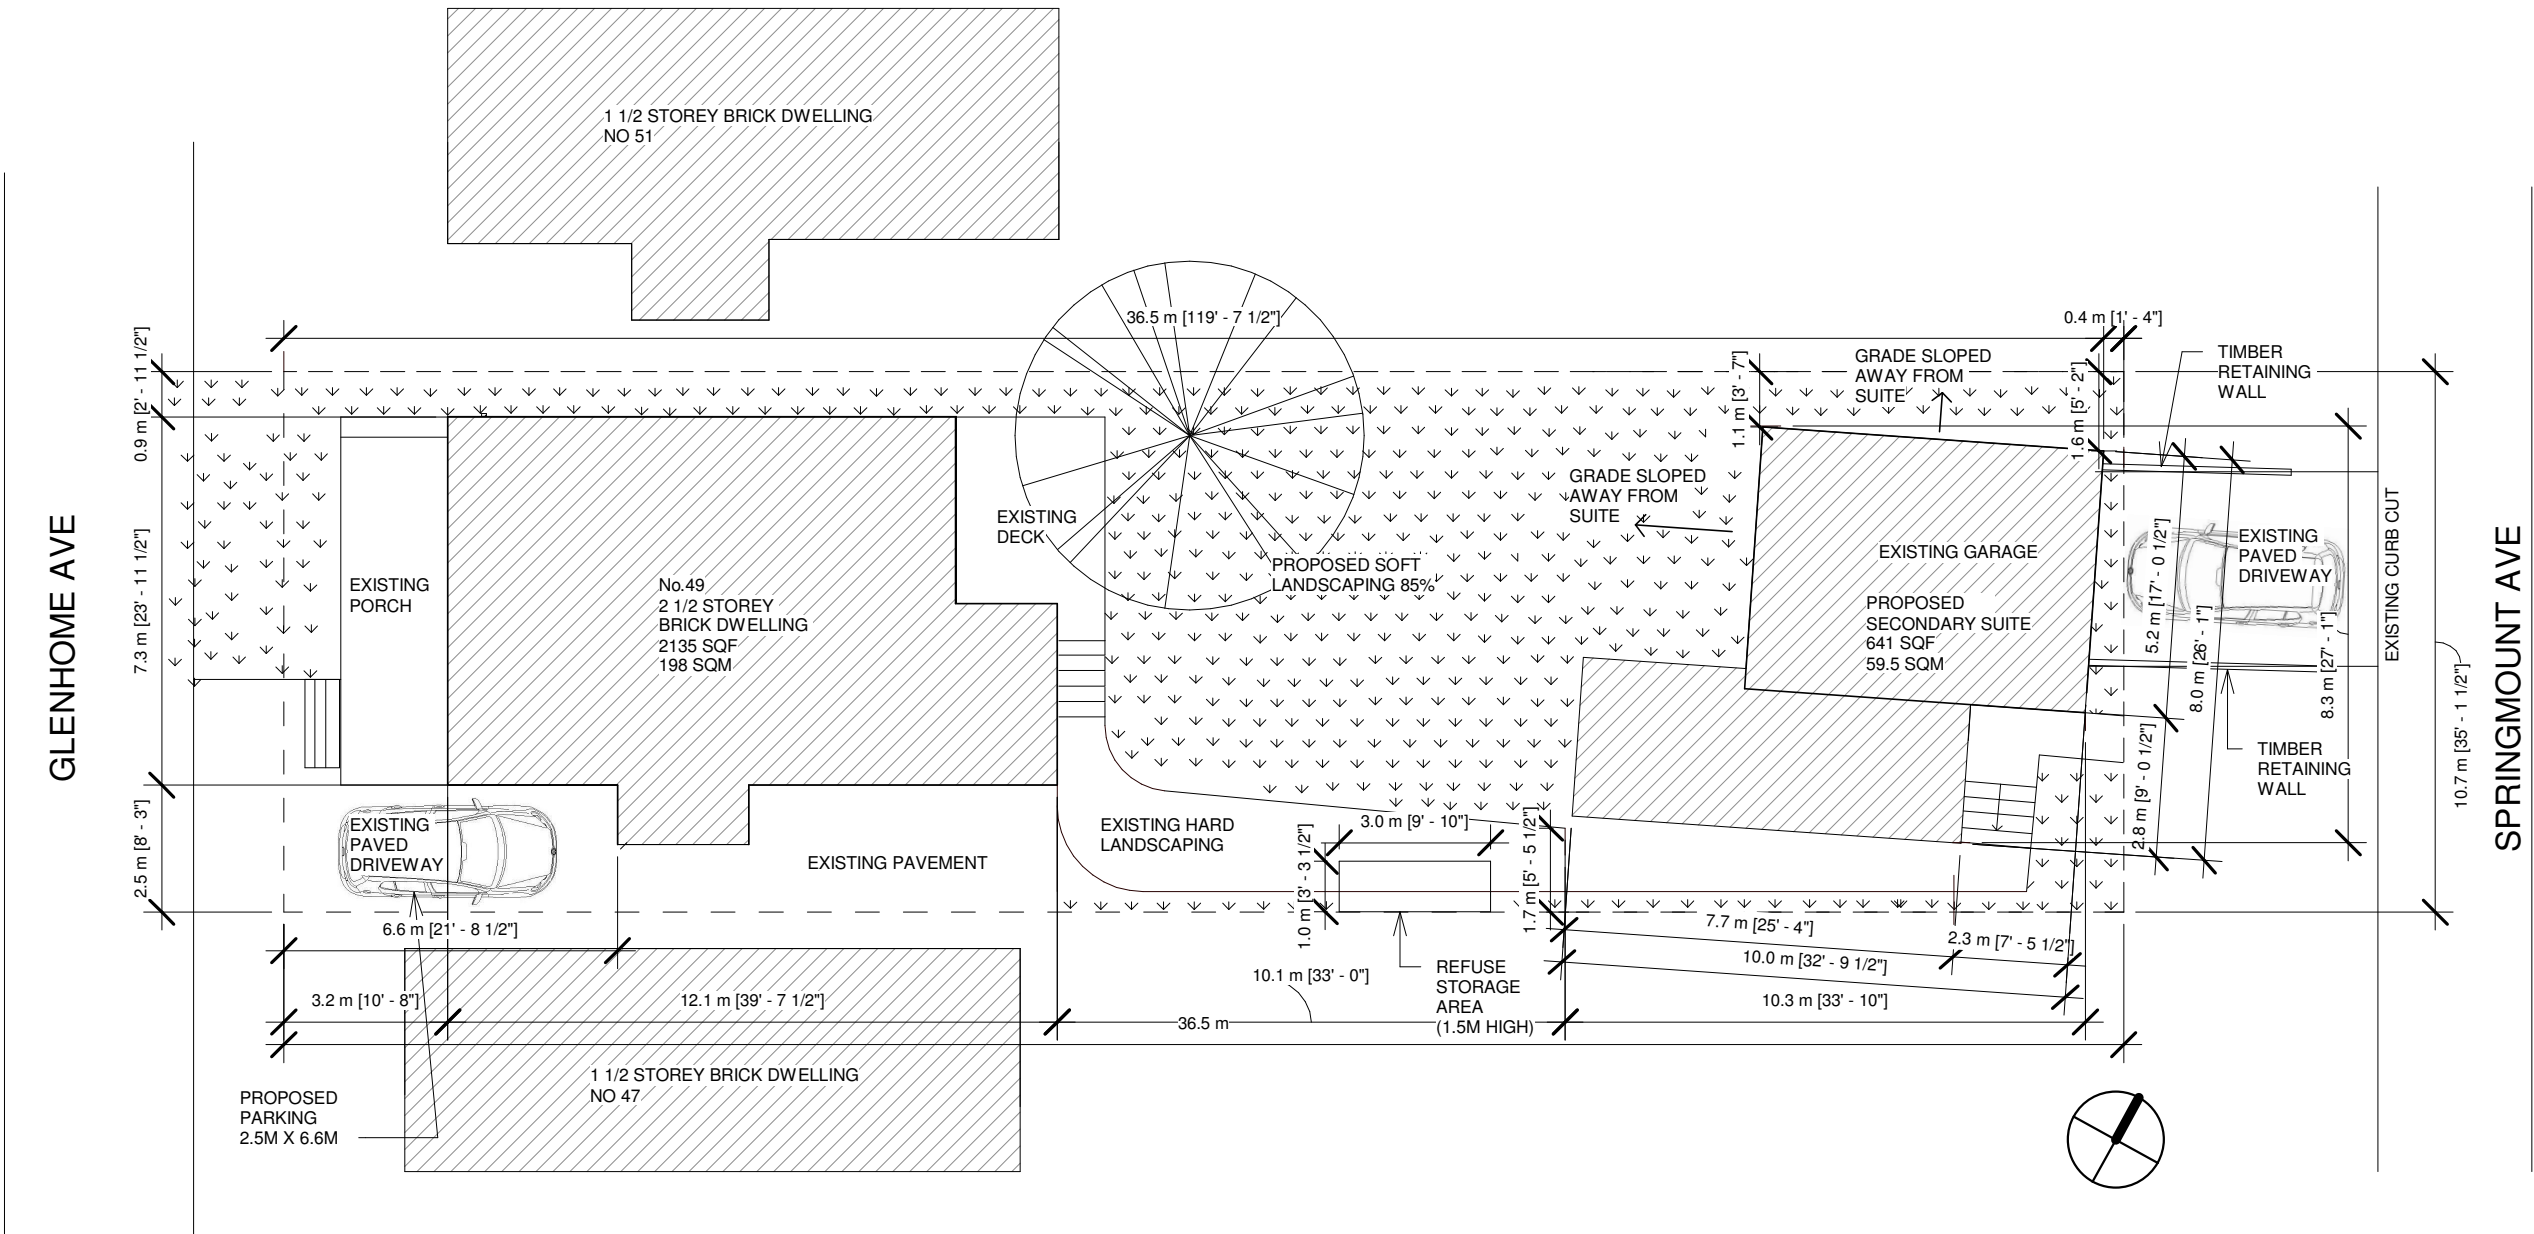 1 1/2 STOREY BRICK DWELLING
NO 51
36.5 m [119' - 7 1/2"]
0.4 m [1' - 4"]
0.9 m [2' - 11 1/2"]
7.3 m [23' - 11 1/2"]
2.5 m [8' - 3"]
GLENHOME AVE
EXISTING
PORCH
No.49
2 1/2 STOREY
BRICK DWELLING
2135 SQF
198 SQM
EXISTING
DECK
PROPOSED SOFT
LANDSCAPING 85%
GRADE SLOPED
AWAY FROM
SUITE
1.1 m [3' - 7"]
GRADE SLOPED
AWAY FROM
SUITE
1.6 m [5' - 2"]
TIMBER
RETAINING
WALL
EXISTING GARAGE
PROPOSED
SECONDARY SUITE
641 SQF
59.5 SQM
EXISTING
PAVED
DRIVEWAY
5.2 m [17' - 0 1/2"]
8.0 m [26' - 1"]
8.3 m [27' - 1"]
2.8 m [9' - 0 1/2"]
TIMBER
RETAINING
WALL
EXISTING CURB CUT
10.7 m [35' - 1 1/2"]
SPRINGMOUNT AVE
EXISTING
PAVED
DRIVEWAY
EXISTING PAVEMENT
EXISTING HARD
LANDSCAPING
3.0 m [9' - 10"]
1.0 m [3' - 3 1/2"]
1.7 m [5' - 5 1/2"]
6.6 m [21' - 8 1/2"]
7.7 m [25' - 4"]
2.3 m [7' - 5 1/2"]
10.0 m [32' - 9 1/2"]
10.3 m [33' - 10"]
REFUSE
STORAGE
AREA
(1.5M HIGH)
10.1 m [33' - 0"]
3.2 m [10' - 8"]
12.1 m [39' - 7 1/2"]
36.5 m
1 1/2 STOREY BRICK DWELLING
NO 47
PROPOSED
PARKING
2.5M X 6.6M